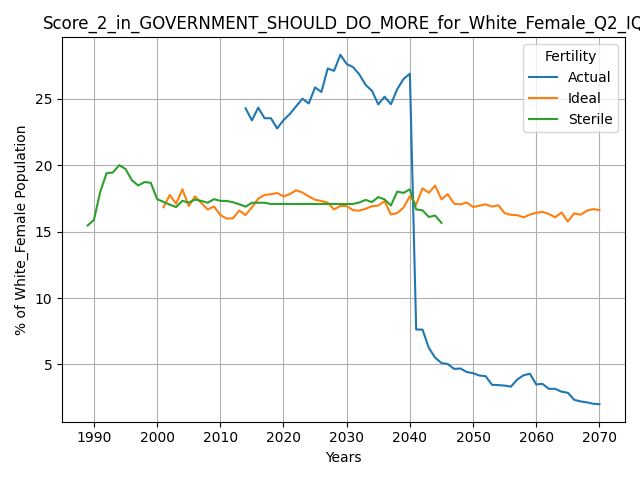 Score_2_in_GOVERNMENT_SHOULD_DO_MORE_for_White_Female_Q2_IQ
Fertility
Actual
Ideal
Sterile
% of White_Female Population
25
20
15
10
5
1990 2000 2010 2020 2030 2040 2050 2060 2070
Years